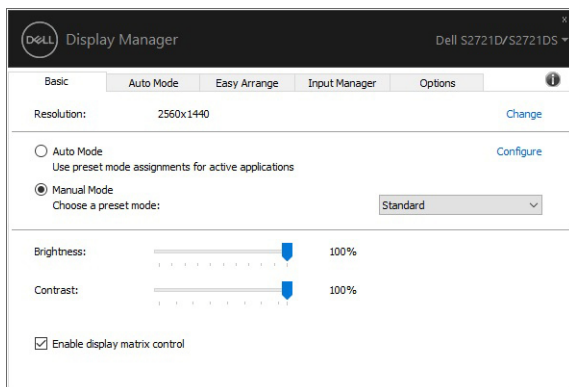 x
DELL Display Manager Dell S2721D/S2721DS
Basic Auto Mode Easy Arrange Input Manager Options i
Resolution: 2560x1440 Change
Auto Mode Configure
Use preset mode assignments for active applications
Manual Mode
Choose a preset mode: Standard
Brightness: 100%
Contrast: 100%
Enable display matrix control